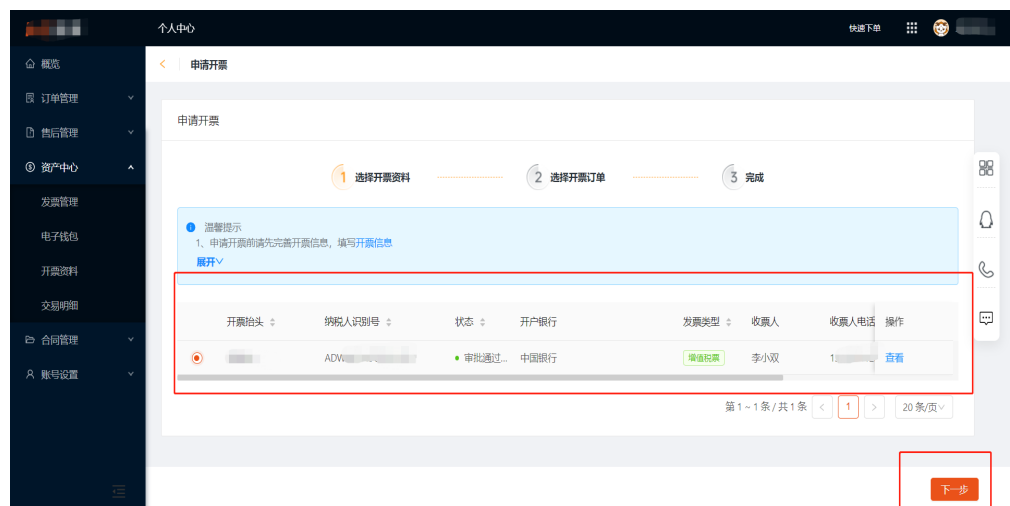 个人中心
快速下单
概览
订单管理
售后管理
资产中心
发票管理
电子钱包
开票资料
交易明细
合同管理
账号设置
申请开票
申请开票
1 选择开票资料
2 选择开票订单
3 完成
温馨提示
1、申请开票前请先完善开票信息，填写开票信息
展开
开票抬头 纳税人识别号 状态 开户银行 发票类型 收票人 收票人电话 操作
ADW 审批通过... 中国银行 增值税票 李小双 1 查看
第 1 ~ 1 条 / 共 1 条 < 1 > 20 条/页
下一步